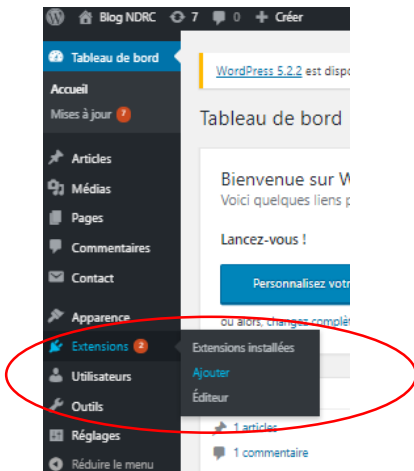 Blog NDRC 7 0 + Créer
Tableau de bord
WordPress 5.2.2 est dispo
Accueil
Mises à jour 7
Tableau de bord
Articles
Médias
Bienvenue sur W
Voici quelques liens p
Pages
Commentaires
Lancez-vous !
Contact
Personnalisez votr
Apparence
ou alors, changez complè
Extensions 2
Extensions installées
Ajouter
Éditeur
Utilisateurs
Outils
1 articles
Réglages
1 commentaire
Réduire le menu